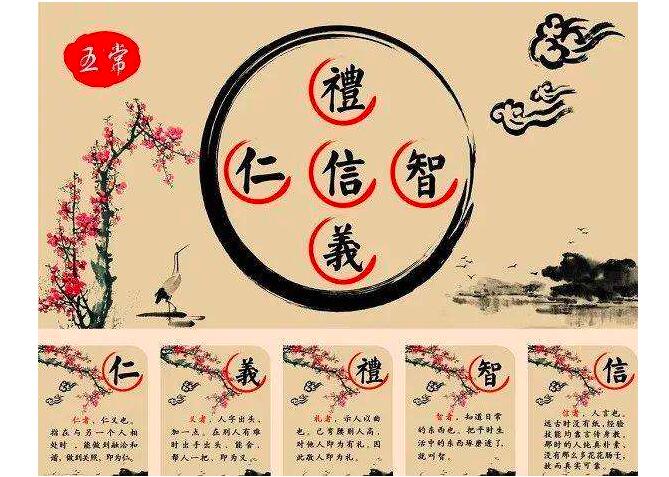 五常
禮
仁 信 智
義
仁
仁者，仁义也。
指在与另一个人相
处时，能做到融洽和
谐，做到关照，即为仁。
義
义者，人字出头，
加一点。在别人有难
时出手出头，能舍，
帮人一把，即为义。
禮
礼者，示人以曲
也。己弯腰则人高，
对他人即为有礼。因
此敬人即为礼。
智
智者，知道日常
的东西也。把平时生
活中的东西琢磨透了，
就叫智。
信
信者，人言也。
远古时没有纸，经验
技能均靠言传身教。
那时的人纯真朴素，
没有那么多花花肠子，
故而真实可靠。